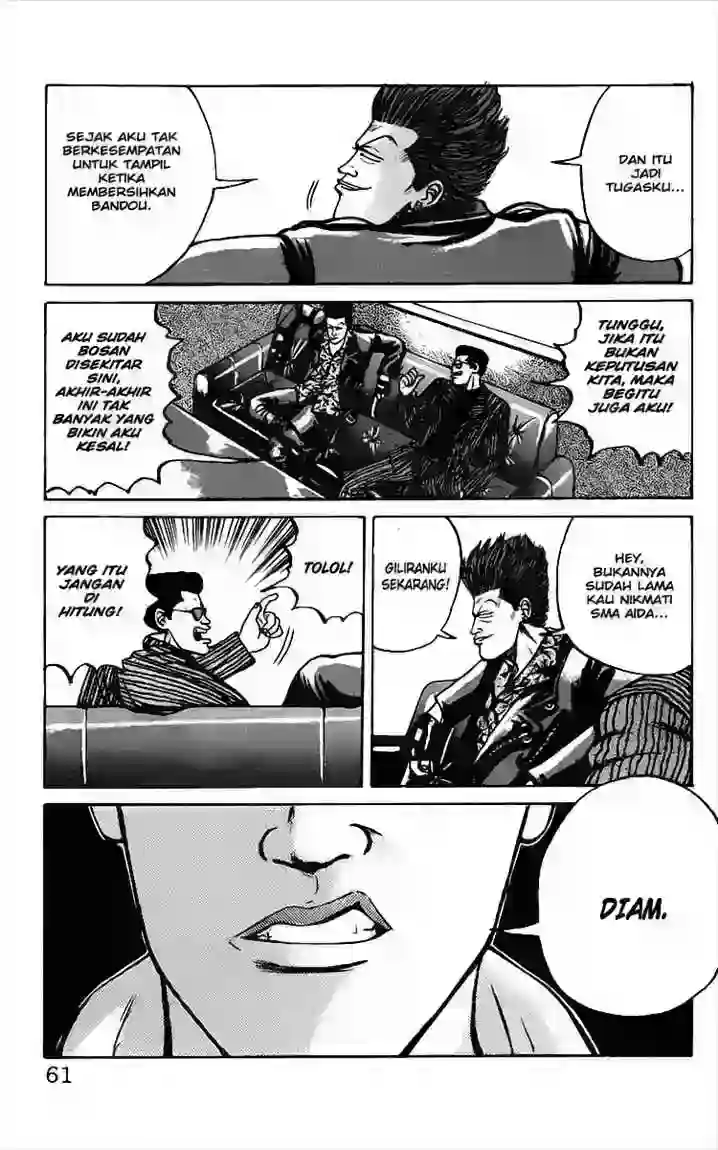 DAN ITU
JADI
TUGASKU...
SEJAK AKU TAK
BERKESEMPATAN
UNTUK TAMPIL
KETIKA
MEMBERSIHKAN
BANDOU.
TUNGGU,
JIKA ITU
BUKAN
KEPUTUSAN
KITA, MAKA
BEGITU
JUGA AKU!
AKU SUDAH
BOSAN
DISEKITAR
SINI,
AKHIR-AKHIR
INI TAK
BANYAK YANG
BIKIN AKU
KESAL!
HEY,
BUKANNYA
SUDAH LAMA
KAU NIKMATI
SMA AIDA...
GILIRANKU
SEKARANG!
TOLOL!
YANG ITU
JANGAN
DI
HITUNG!
DIAM.
61